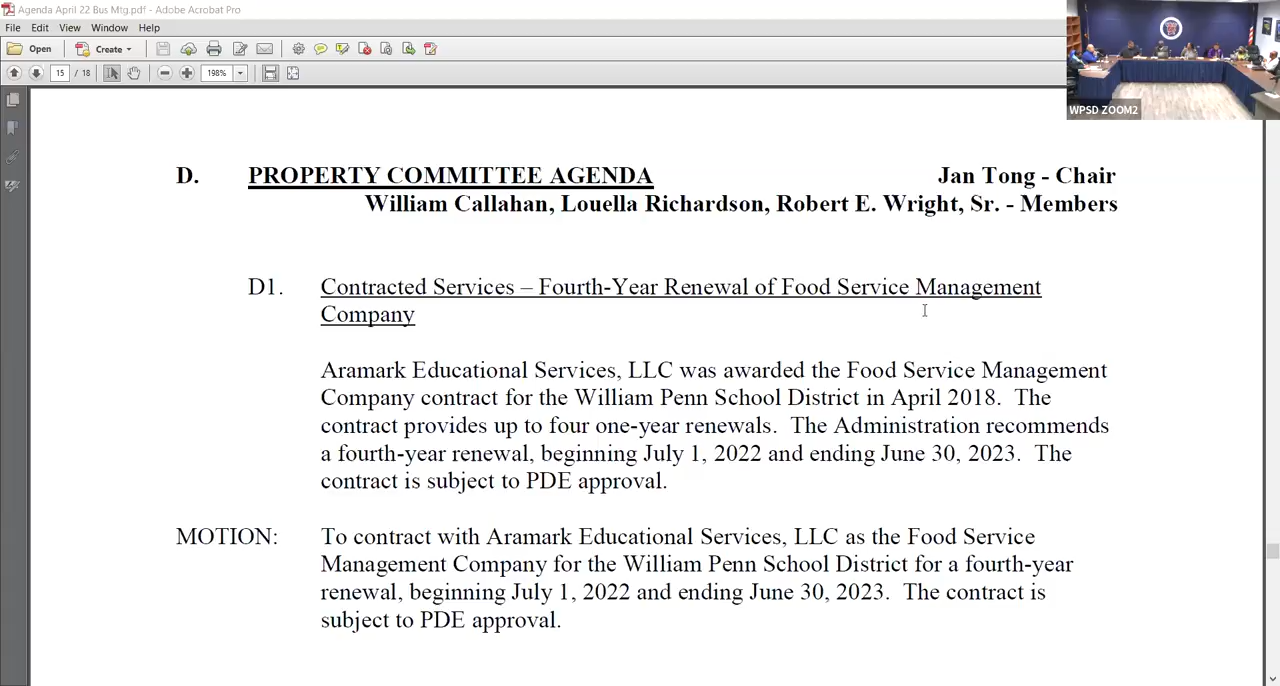 Agenda April 22 Bus Mtg.pdf - Adobe Acrobat Pro
File Edit View Window Help
Open Create
15 / 18 198%
WPSD ZOOM2
D. PROPERTY COMMITTEE AGENDA Jan Tong - Chair
William Callahan, Louella Richardson, Robert E. Wright, Sr. - Members
D1. Contracted Services – Fourth-Year Renewal of Food Service Management
Company
Aramark Educational Services, LLC was awarded the Food Service Management
Company contract for the William Penn School District in April 2018. The
contract provides up to four one-year renewals. The Administration recommends
a fourth-year renewal, beginning July 1, 2022 and ending June 30, 2023. The
contract is subject to PDE approval.
MOTION: To contract with Aramark Educational Services, LLC as the Food Service
Management Company for the William Penn School District for a fourth-year
renewal, beginning July 1, 2022 and ending June 30, 2023. The contract is
subject to PDE approval.